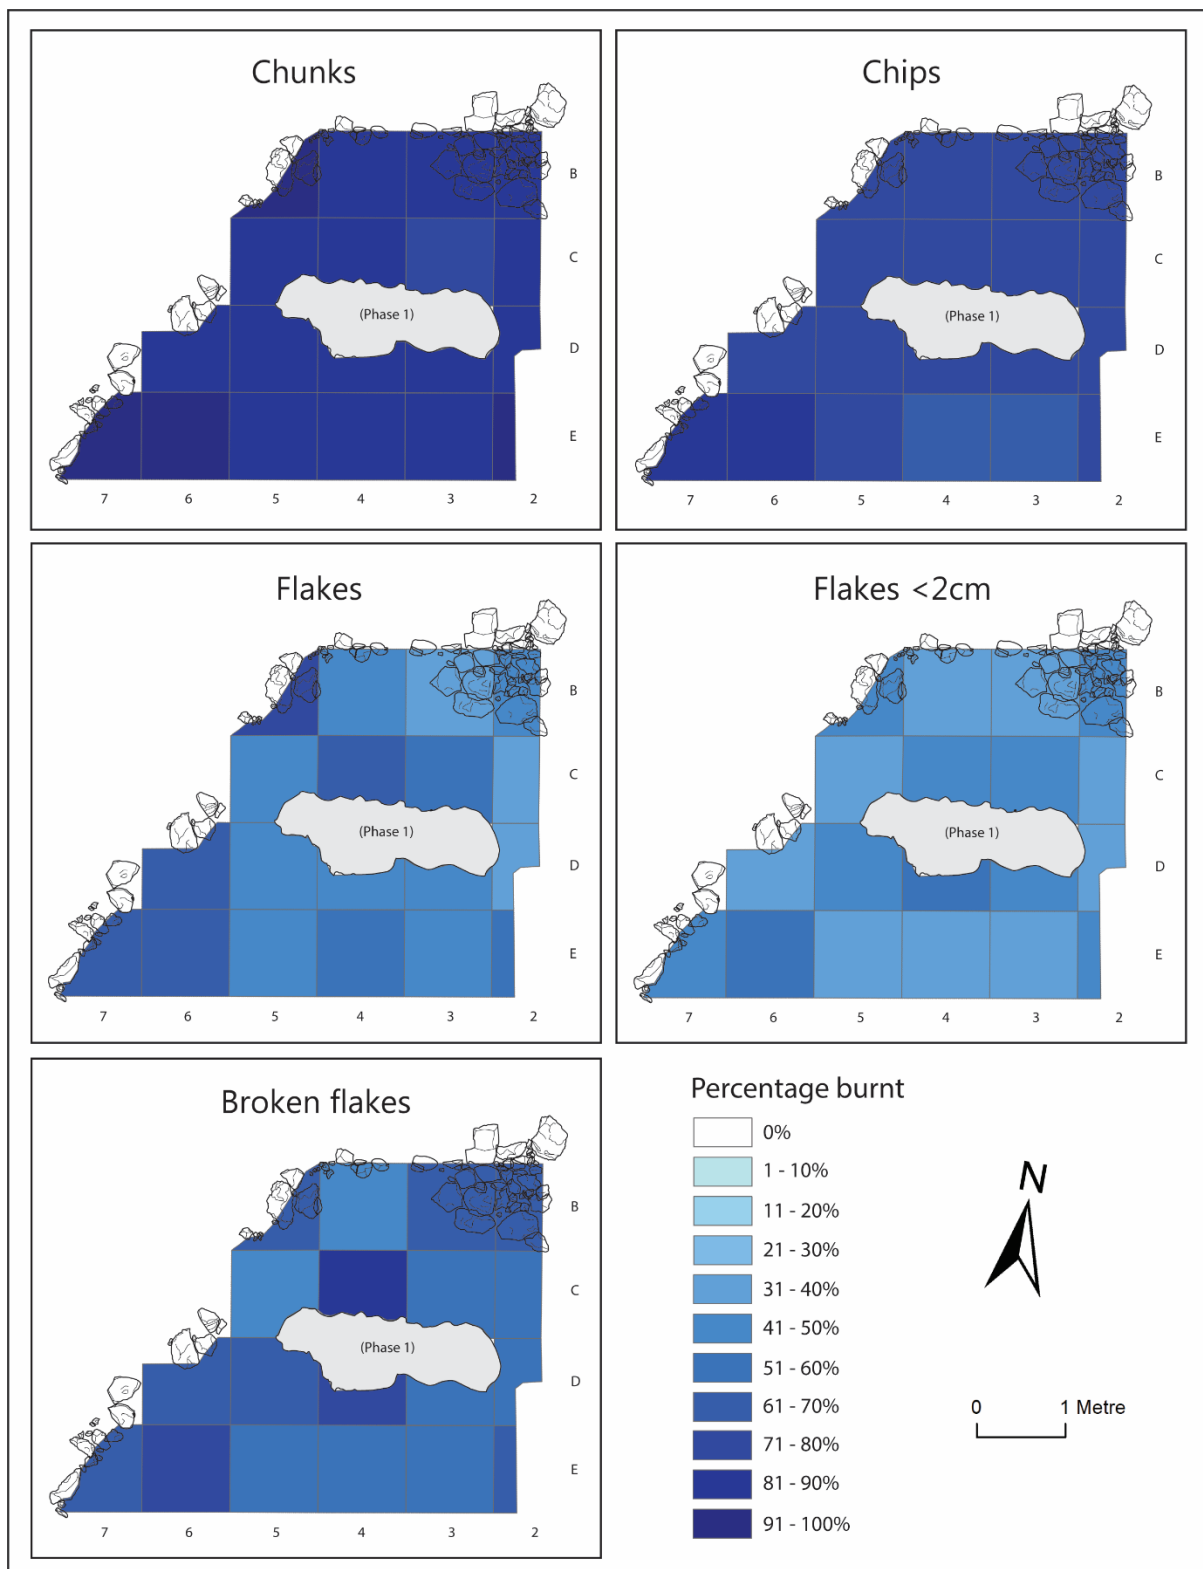 Chunks
B
C
(Phase 1)
D
E
7 6 5 4 3 2
Chips
B
C
(Phase 1)
D
E
7 6 5 4 3 2
Flakes
B
C
(Phase 1)
D
E
7 6 5 4 3 2
Flakes <2cm
B
C
(Phase 1)
D
E
7 6 5 4 3 2
Broken flakes
B
C
(Phase 1)
D
E
7 6 5 4 3 2
Percentage burnt
0%
1 - 10%
11 - 20%
21 - 30%
31 - 40%
41 - 50%
51 - 60%
61 - 70%
71 - 80%
81 - 90%
91 - 100%
N
0 1 Metre